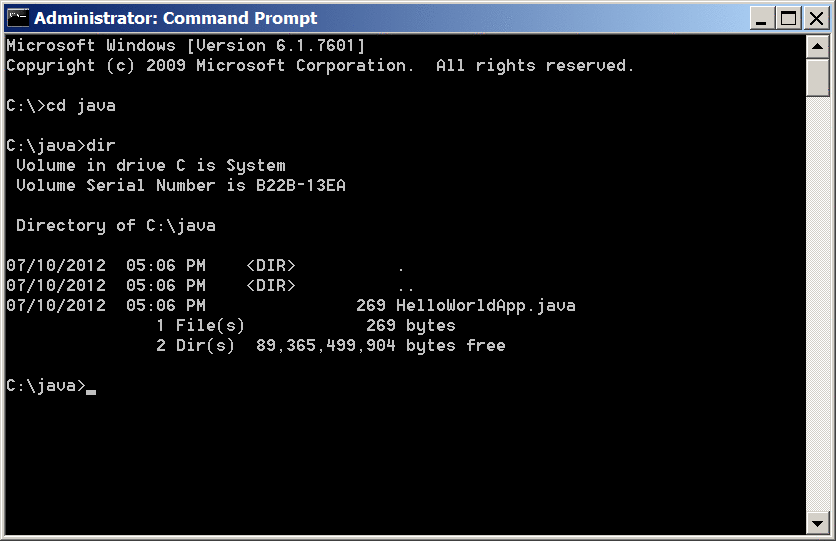 Administrator: Command Prompt
Microsoft Windows [Version 6.1.7601]
Copyright (c) 2009 Microsoft Corporation.  All rights reserved.
C:\>cd java
C:\java>dir
 Volume in drive C is System
 Volume Serial Number is B22B-13EA
 Directory of C:\java
07/10/2012  05:06 PM    <DIR>          .
07/10/2012  05:06 PM    <DIR>          ..
07/10/2012  05:06 PM               269 HelloWorldApp.java
               1 File(s)            269 bytes
               2 Dir(s)  89,365,499,904 bytes free
C:\java>